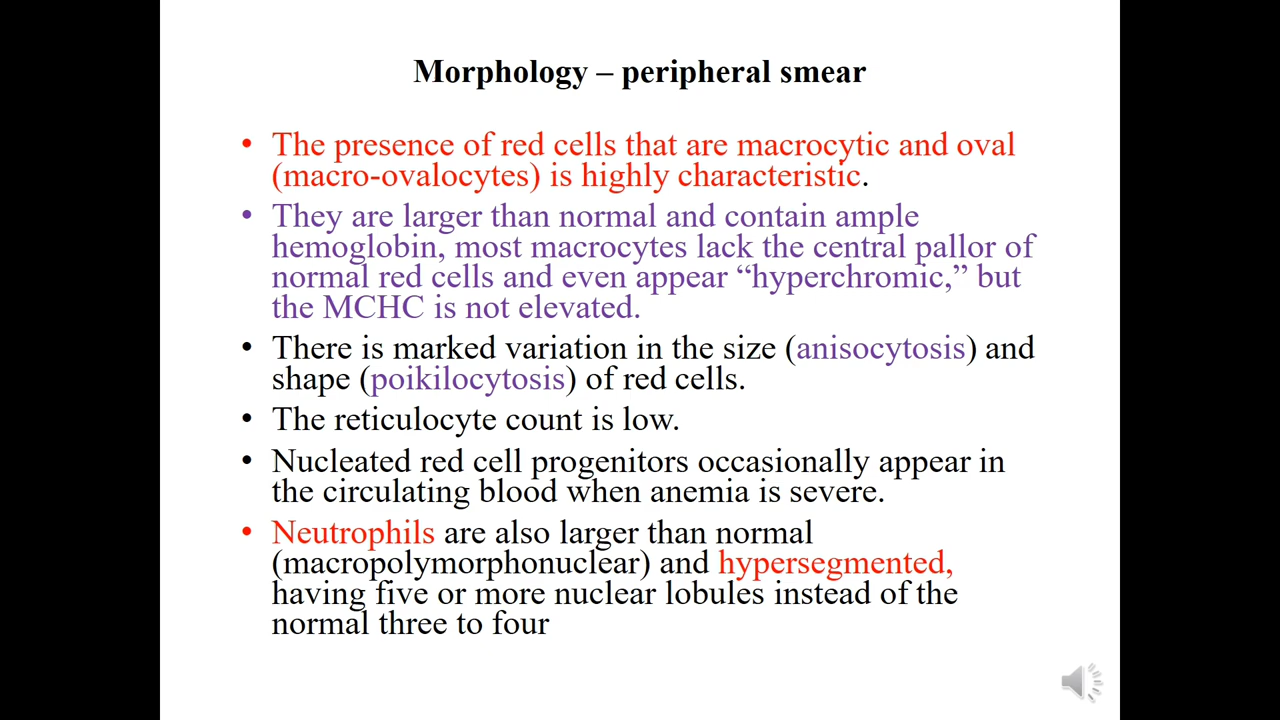 Morphology – peripheral smear
• The presence of red cells that are macrocytic and oval
(macro-ovalocytes) is highly characteristic.
• They are larger than normal and contain ample
hemoglobin, most macrocytes lack the central pallor of
normal red cells and even appear “hyperchromic,” but
the MCHC is not elevated.
• There is marked variation in the size (anisocytosis) and
shape (poikilocytosis) of red cells.
• The reticulocyte count is low.
• Nucleated red cell progenitors occasionally appear in
the circulating blood when anemia is severe.
• Neutrophils are also larger than normal
(macropolymorphonuclear) and hypersegmented,
having five or more nuclear lobules instead of the
normal three to four